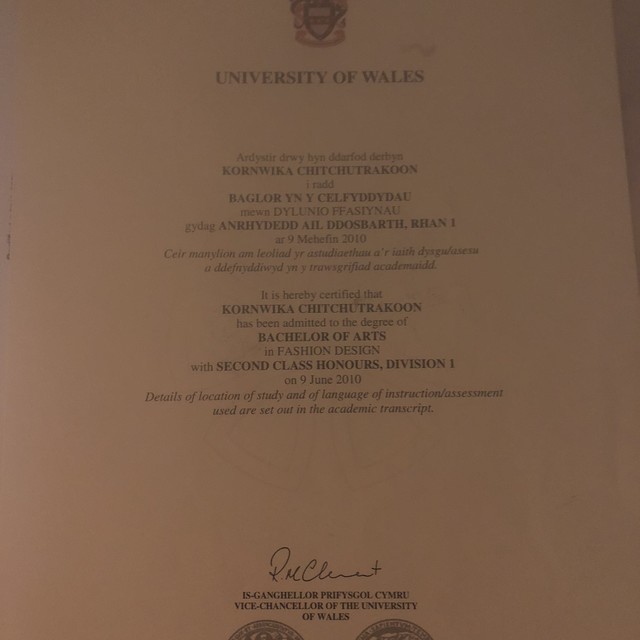 UNIVERSITY OF WALES
Ardystir drwy hyn ddarfod derbyn
KORNWIKA CHITCHUTRAKOON
i radd
BAGLOR YN Y CELFYDDYDAU
mewn DYLUNIO FFASIYNAU
gydag ANRHYDEDD AIL DDOSBARTH, RHAN 1
ar 9 Mehefin 2010
Ceir manylion am leoliad yr astudiaethau a'r iaith dysgu/asesu
a ddefnyddiwyd yn y trawsgrifiad academaidd.
It is hereby certified that
KORNWIKA CHITCHUTRAKOON
has been admitted to the degree of
BACHELOR OF ARTS
in FASHION DESIGN
with SECOND CLASS HONOURS, DIVISION 1
on 9 June 2010
Details of location of study and of language of instruction/assessment
used are set out in the academic transcript.
IS-GANGHELLOR PRIFYSGOL CYMRU
VICE-CHANCELLOR OF THE UNIVERSITY
OF WALES